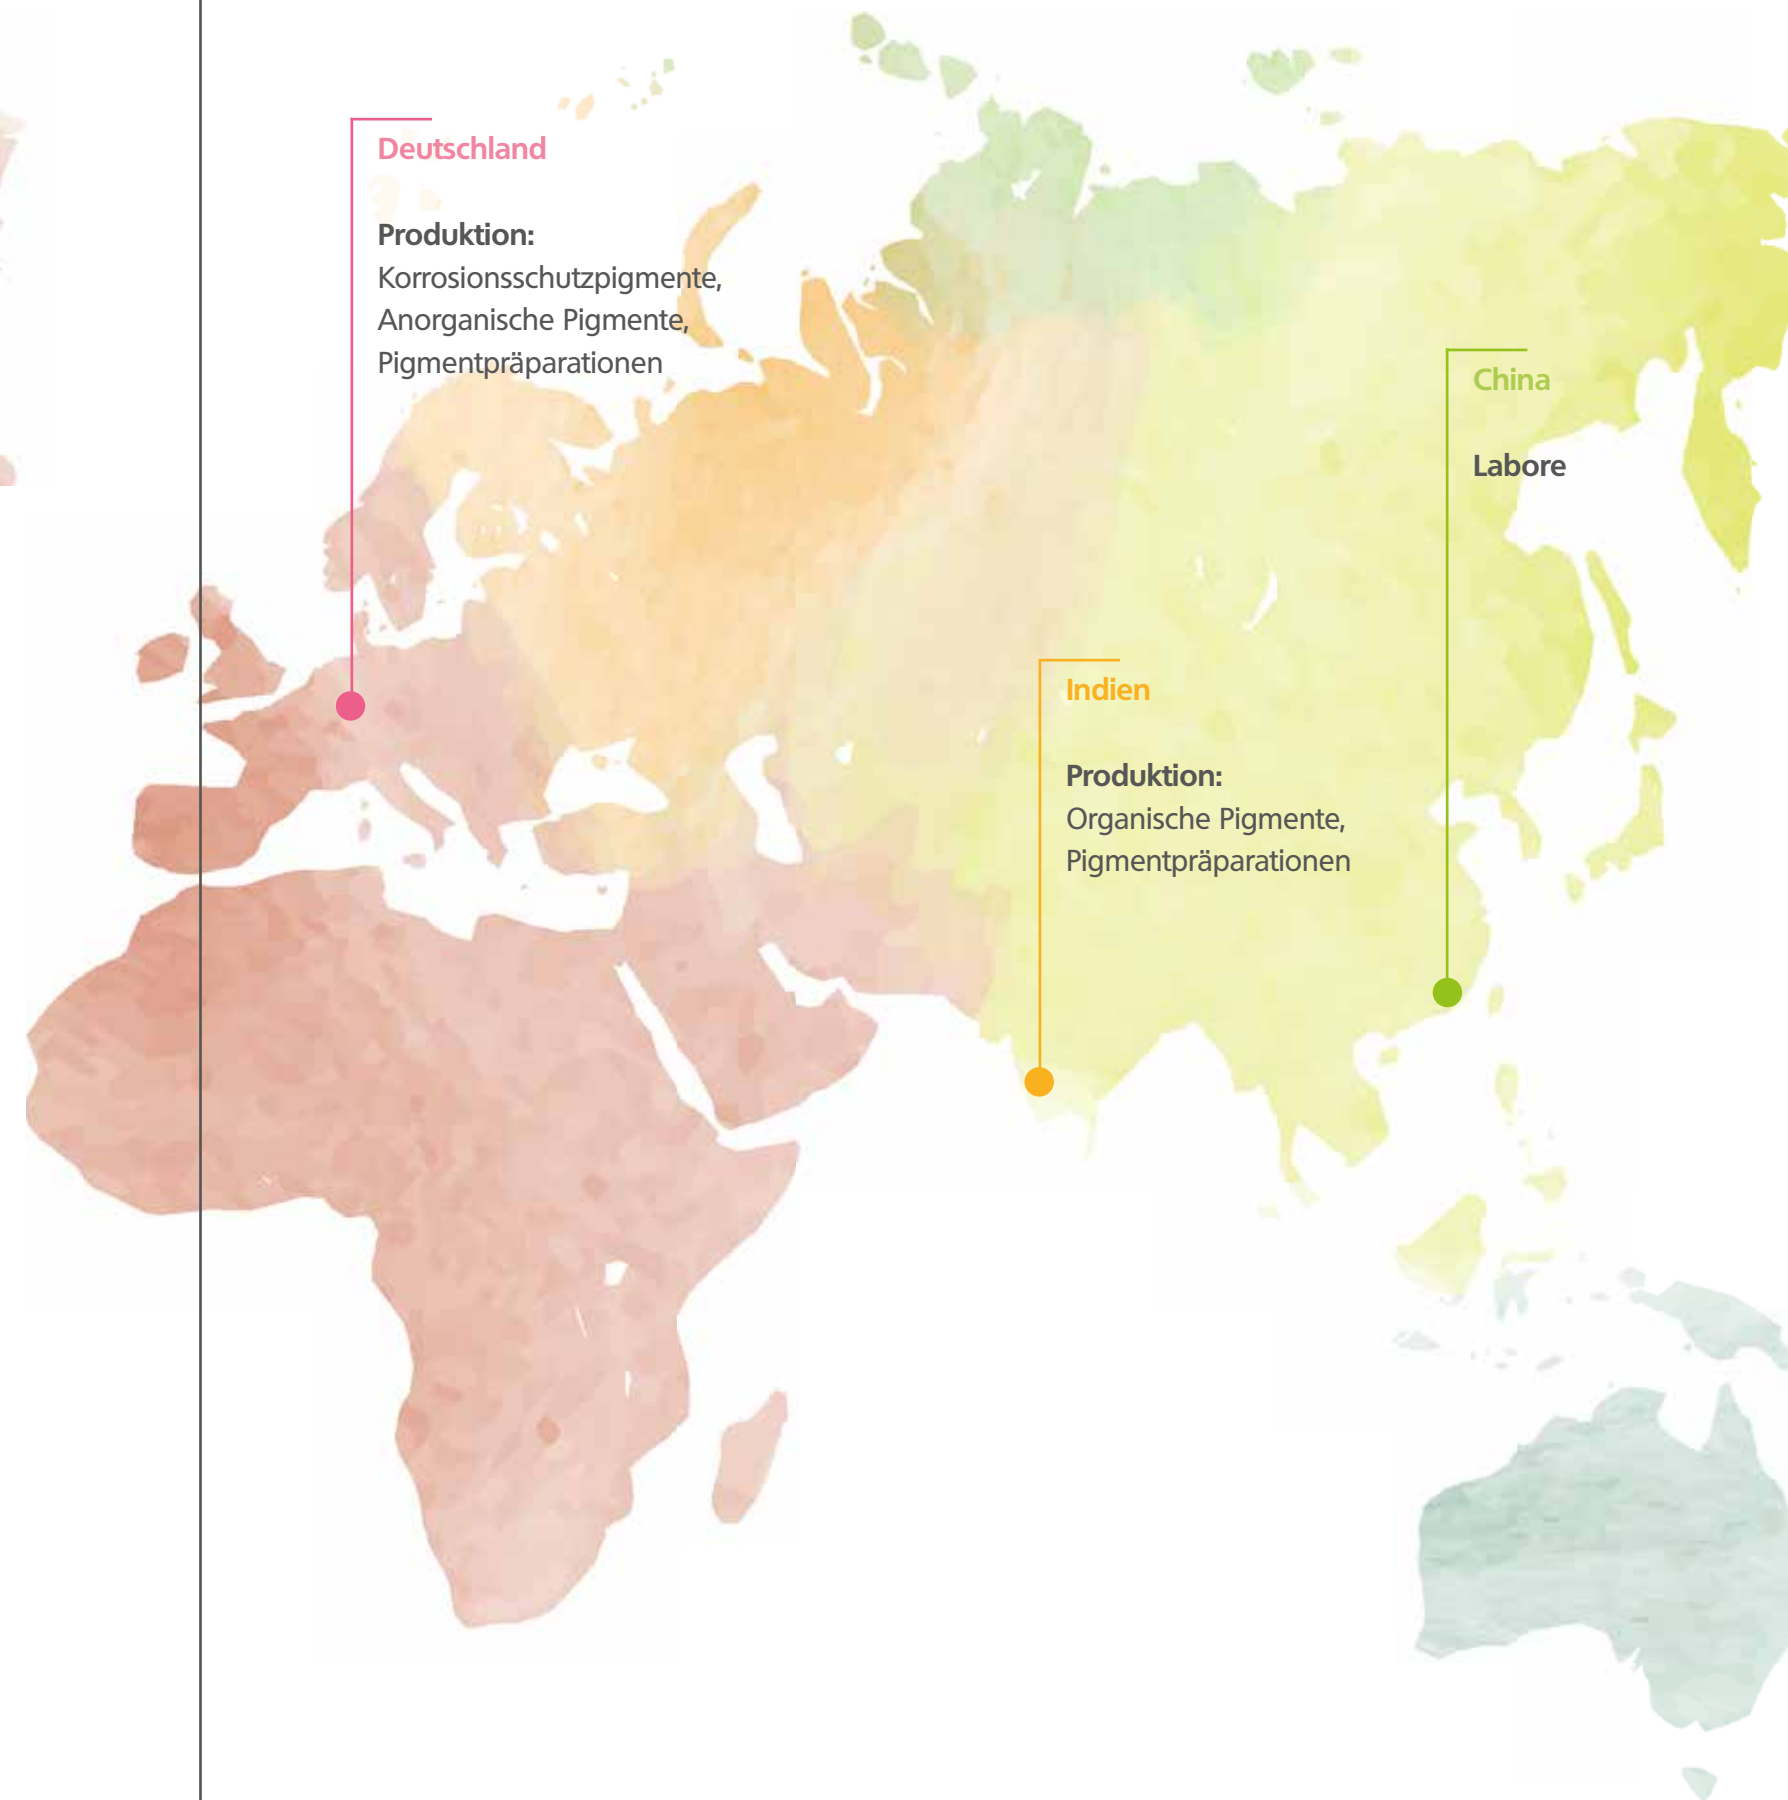 Deutschland
Produktion:
Korrosionsschutzpigmente,
Anorganische Pigmente,
Pigmentpräparationen
China
Labore
Indien
Produktion:
Organische Pigmente,
Pigmentpräparationen